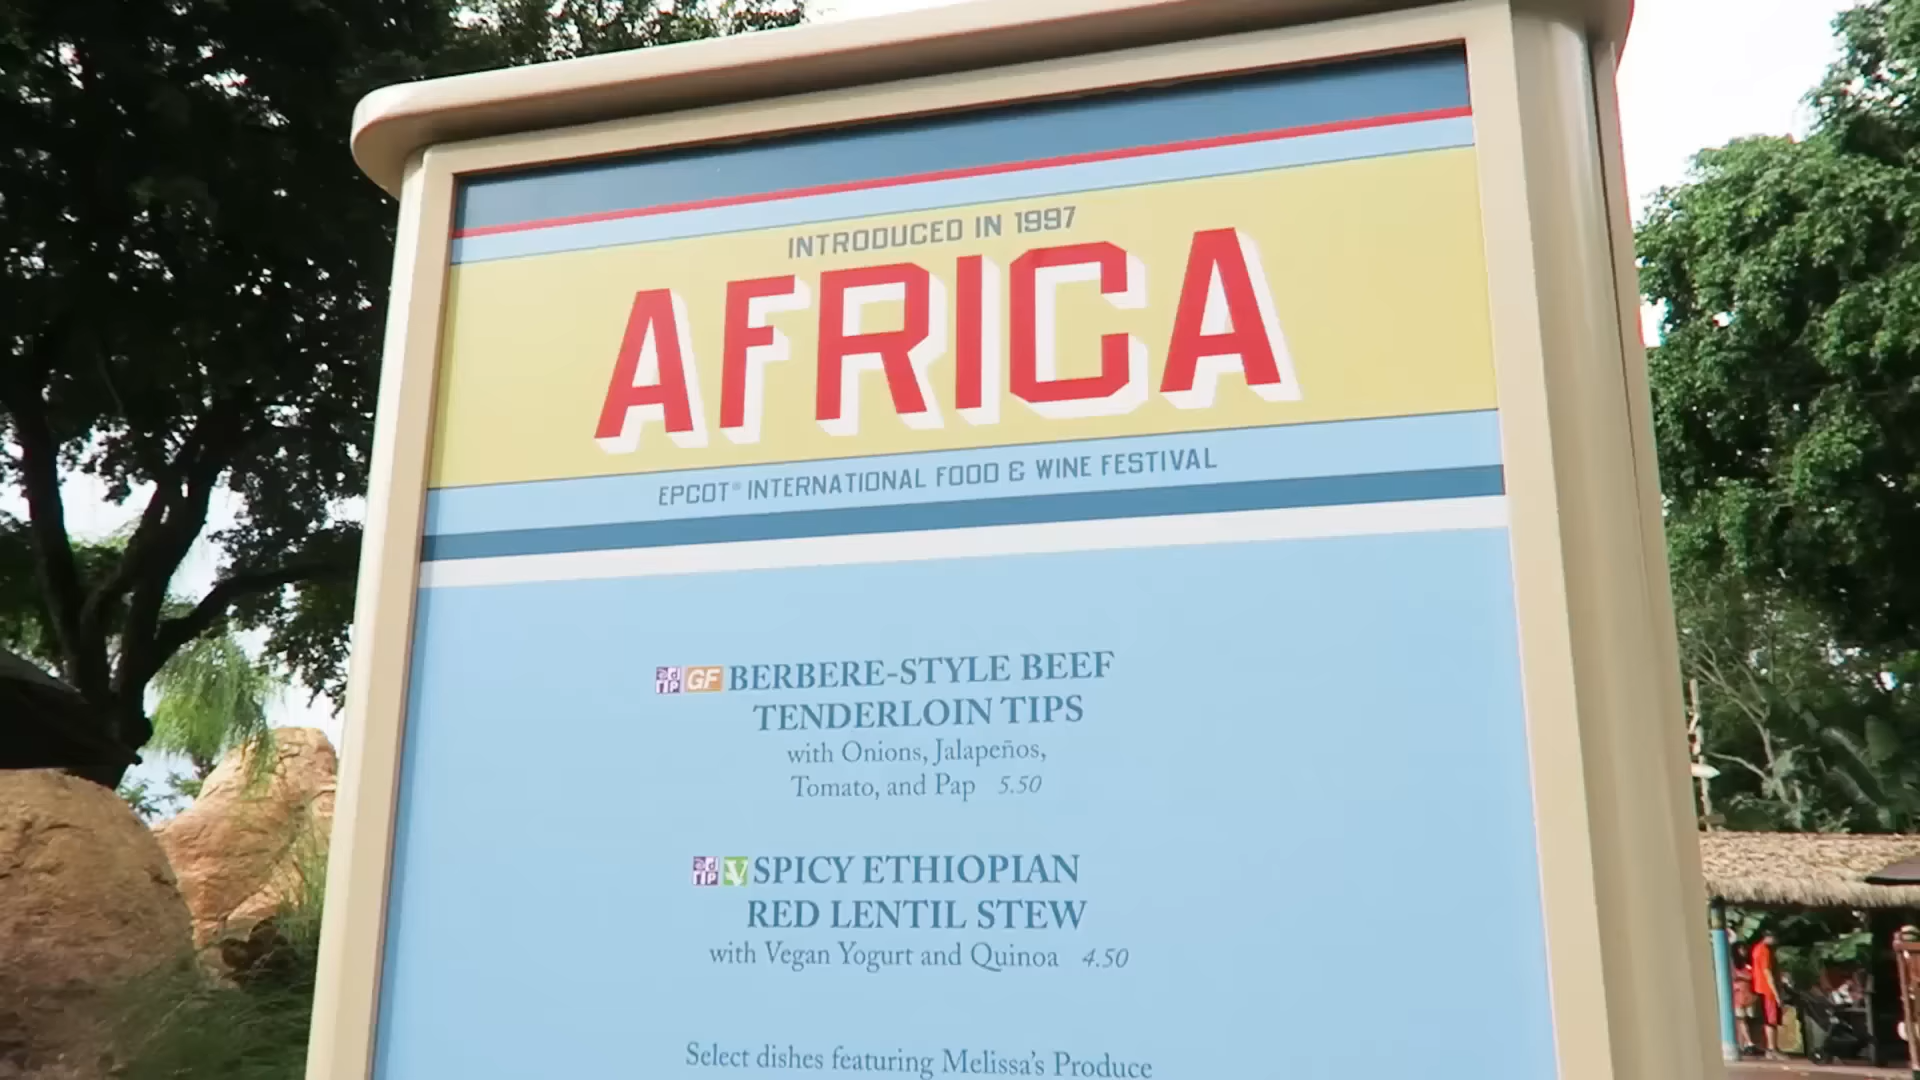 INTRODUCED IN 1997
AFRICA
EPCOT® INTERNATIONAL FOOD & WINE FESTIVAL
GF BERBERE-STYLE BEEF
TENDERLOIN TIPS
with Onions, Jalapeños,
Tomato, and Pap 5.50
V SPICY ETHIOPIAN
RED LENTIL STEW
with Vegan Yogurt and Quinoa 4.50
Select dishes featuring Melissa's Produce